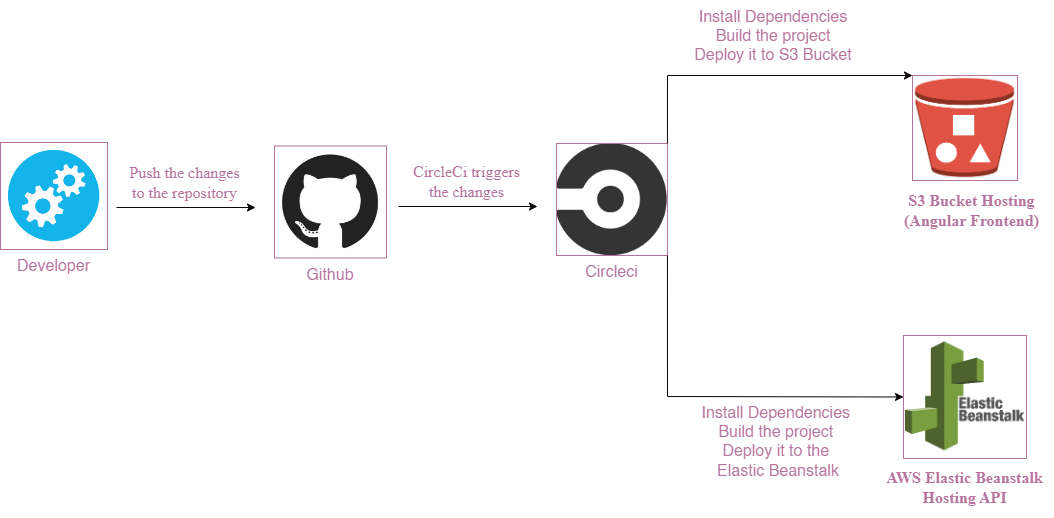 Install Dependencies
Build the project
Deploy it to S3 Bucket
Push the changes
to the repository
CircleCi triggers
the changes
S3 Bucket Hosting
(Angular Frontend)
Developer
Github
Circleci
Elastic
Beanstalk
Install Dependencies
Build the project
Deploy it to the
Elastic Beanstalk
AWS Elastic Beanstalk
Hosting API